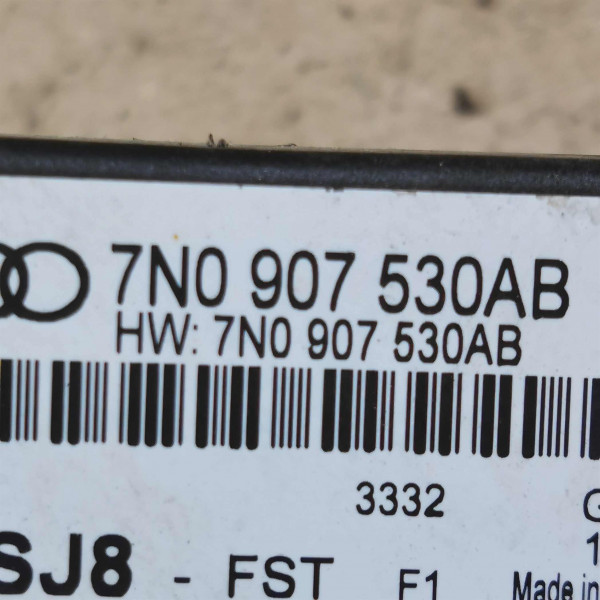 7N0 907 530AB
HW: 7N0 907 530AB
3332
SJ8 - FST F1 Made in